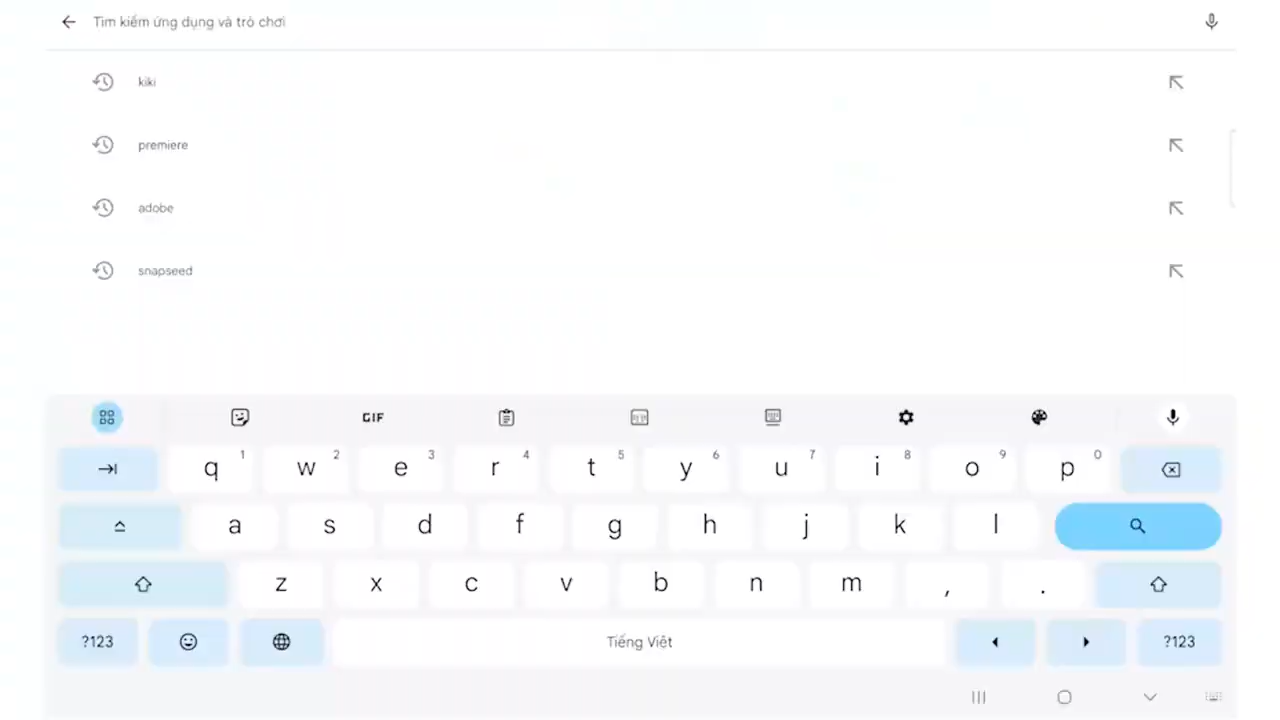 Tìm kiếm ứng dụng và trò chơi
kiki
premiere
adobe
snapseed
GIF
q 1 w 2 e 3 r 4 t 5 y 6 u 7 i 8 o 9 p 0
a s d f g h j k l
z x c v b n m , .
?123 Tiếng Việt ?123